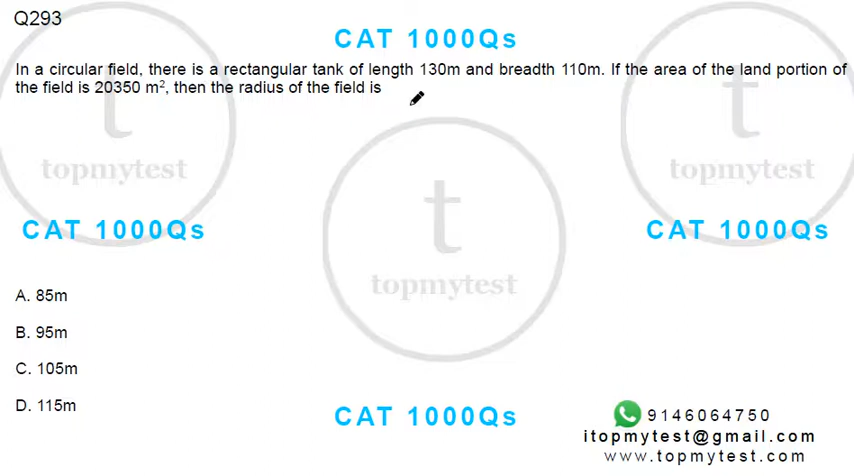 Q293
CAT 1000Qs
In a circular field, there is a rectangular tank of length 130m and breadth 110m. If the area of the land portion of
the field is 20350 m², then the radius of the field is
t
topmytest
t
topmytest
t
topmytest
CAT 1000Qs
CAT 1000Qs
A. 85m
B. 95m
C. 105m
D. 115m
CAT 1000Qs
9146064750
itopmytest@gmail.com
www.topmytest.com